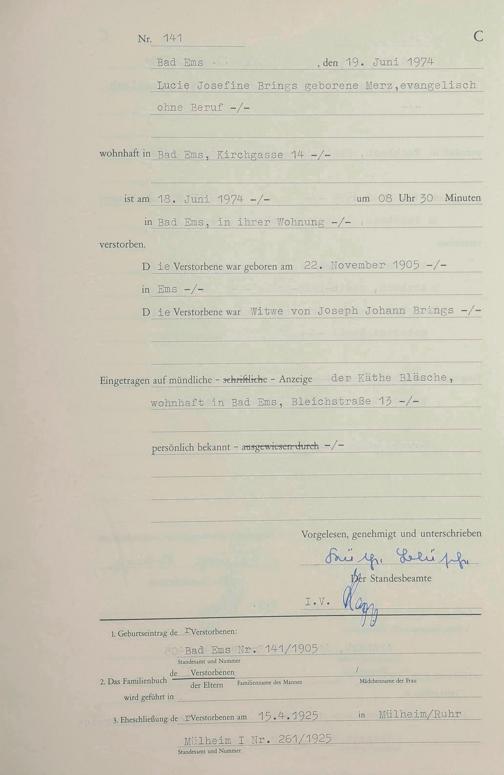 Nr. 141 C
Bad Ems , den 19. Juni 1974
Lucie Josefine Brings geborene Merz,evangelisch
ohne Beruf -/-
wohnhaft in Bad Ems, Kirchgasse 14 -/-
ist am 18. Juni 1974 -/- um 08 Uhr 30 Minuten
in Bad Ems, in ihrer Wohnung -/-
verstorben.
D ie Verstorbene war geboren am 22. November 1905 -/-
in Ems -/-
D ie Verstorbene war Witwe von Joseph Johann Brings -/-
Eingetragen auf mündliche - schriftliche - Anzeige der Käthe Bläsche,
wohnhaft in Bad Ems, Bleichstraße 13 -/-
persönlich bekannt - ausgewiesen durch -/-
Vorgelesen, genehmigt und unterschrieben
Der Standesbeamte
I.V.
1. Geburtseintrag de r Verstorbenen:
Bad Ems Nr. 141/1905
Standesamt und Nummer
2. Das Familienbuch de Verstorbenen /
der Eltern Familienname des Mannes Mädchenname der Frau
wird geführt in
3. Eheschließung de r Verstorbenen am 15.4.1925 in Mülheim/Ruhr
Mülheim I Nr. 261/1925
Standesamt und Nummer